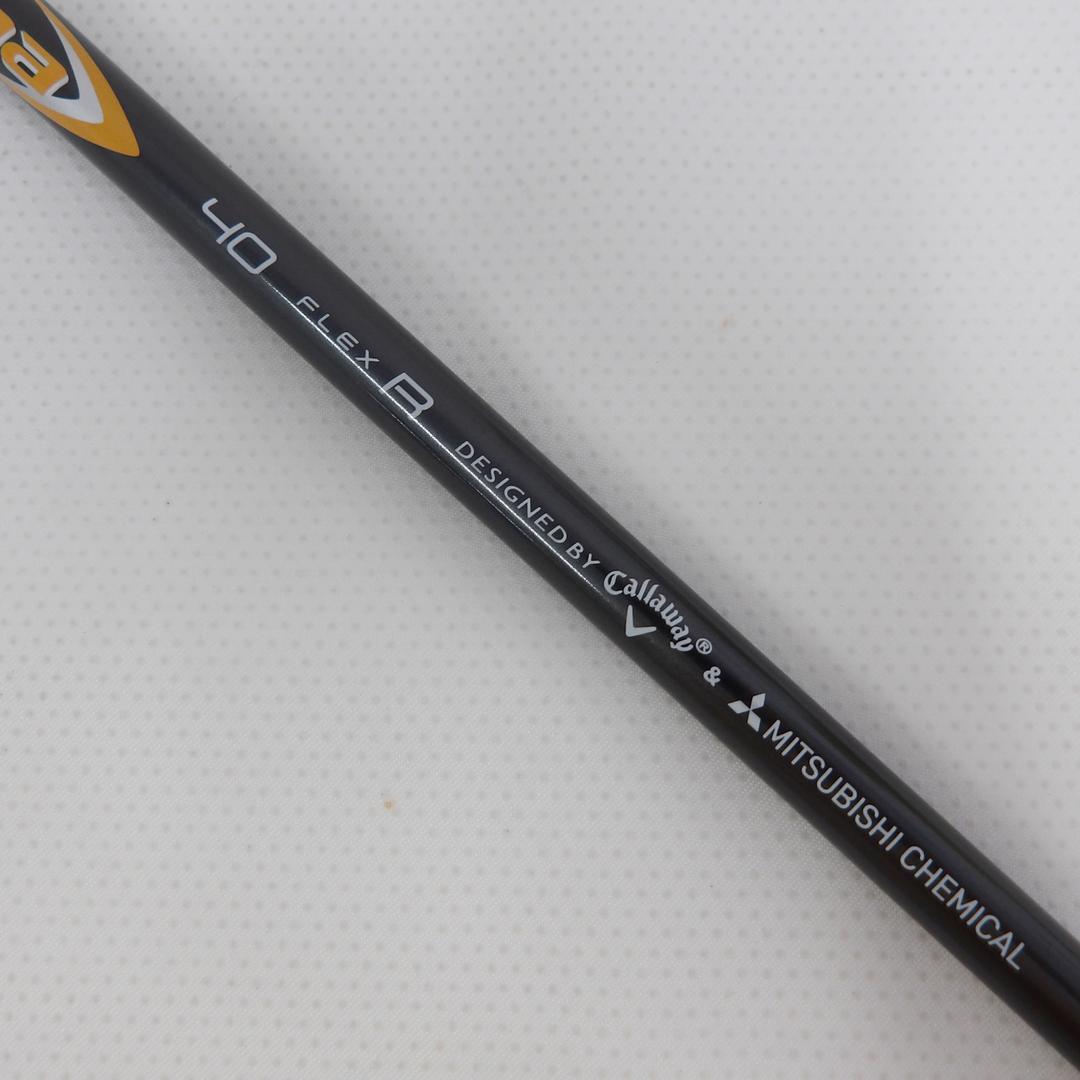 a
40 FLEX R DESIGNED BY Callaway® & MITSUBISHI CHEMICAL